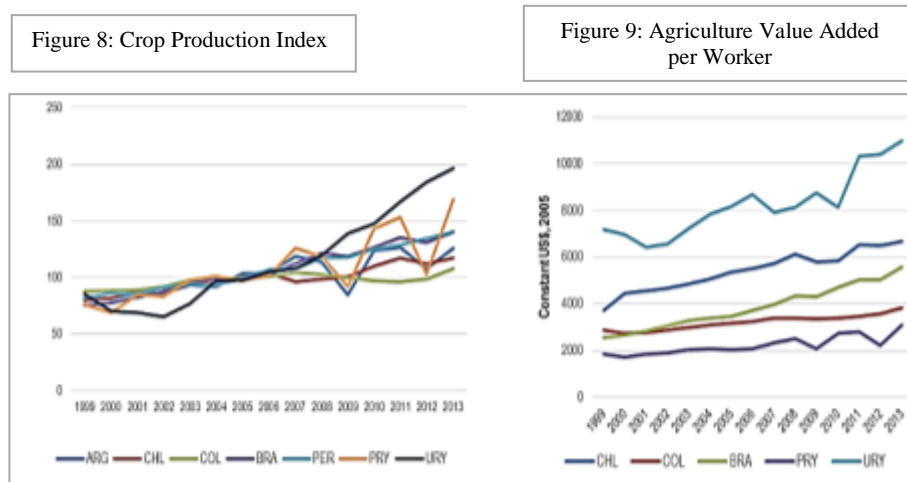 Figure 8: Crop Production Index
Figure 9: Agriculture Value Added
per Worker
250
200
150
100
50
0
1999 2000 2001 2002 2003 2004 2005 2006 2007 2008 2009 2010 2011 2012 2013
ARG CHL COL BRA PER PRY URY
12000
10000
8000
6000
4000
2000
0
Constant US$, 2005
1999 2000 2001 2002 2003 2004 2005 2006 2007 2008 2009 2010 2011 2012 2013
CHL COL BRA PRY URY